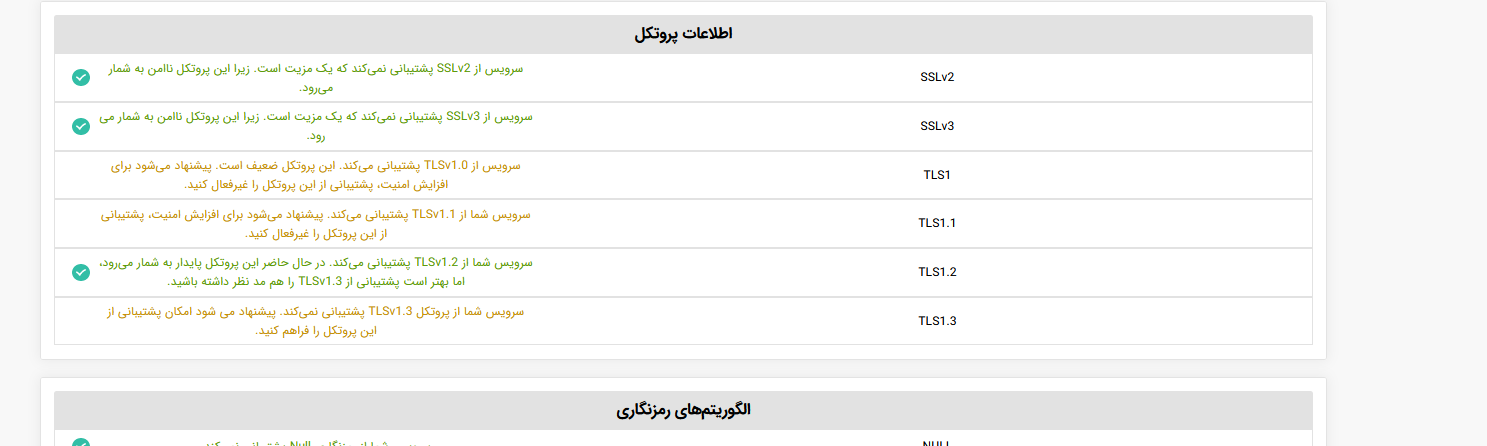 اطلاعات پروتکل
SSLv2
سرویس از SSLv2 پشتیبانی نمی‌کند که یک مزیت است. زیرا این پروتکل ناامن به شمار
می‌رود.
SSLv3
سرویس از SSLv3 پشتیبانی نمی‌کند که یک مزیت است. زیرا این پروتکل ناامن به شمار می
رود.
TLS1
سرویس از TLSv1.0 پشتیبانی می‌کند. این پروتکل ضعیف است. پیشنهاد می‌شود برای
افزایش امنیت، پشتیبانی از این پروتکل را غیرفعال کنید.
TLS1.1
سرویس شما از TLSv1.1 پشتیبانی می‌کند. پیشنهاد می‌شود برای افزایش امنیت، پشتیبانی
از این پروتکل را غیرفعال کنید.
TLS1.2
سرویس شما از TLSv1.2 پشتیبانی می‌کند. در حال حاضر این پروتکل پایدار به شمار می‌رود،
اما بهتر است پشتیبانی از TLSv1.3 را هم مد نظر داشته باشید.
TLS1.3
سرویس شما از پروتکل TLSv1.3 پشتیبانی نمی‌کند. پیشنهاد می شود امکان پشتیبانی از
این پروتکل را فراهم کنید.
الگوریتم‌های رمزنگاری
NULL